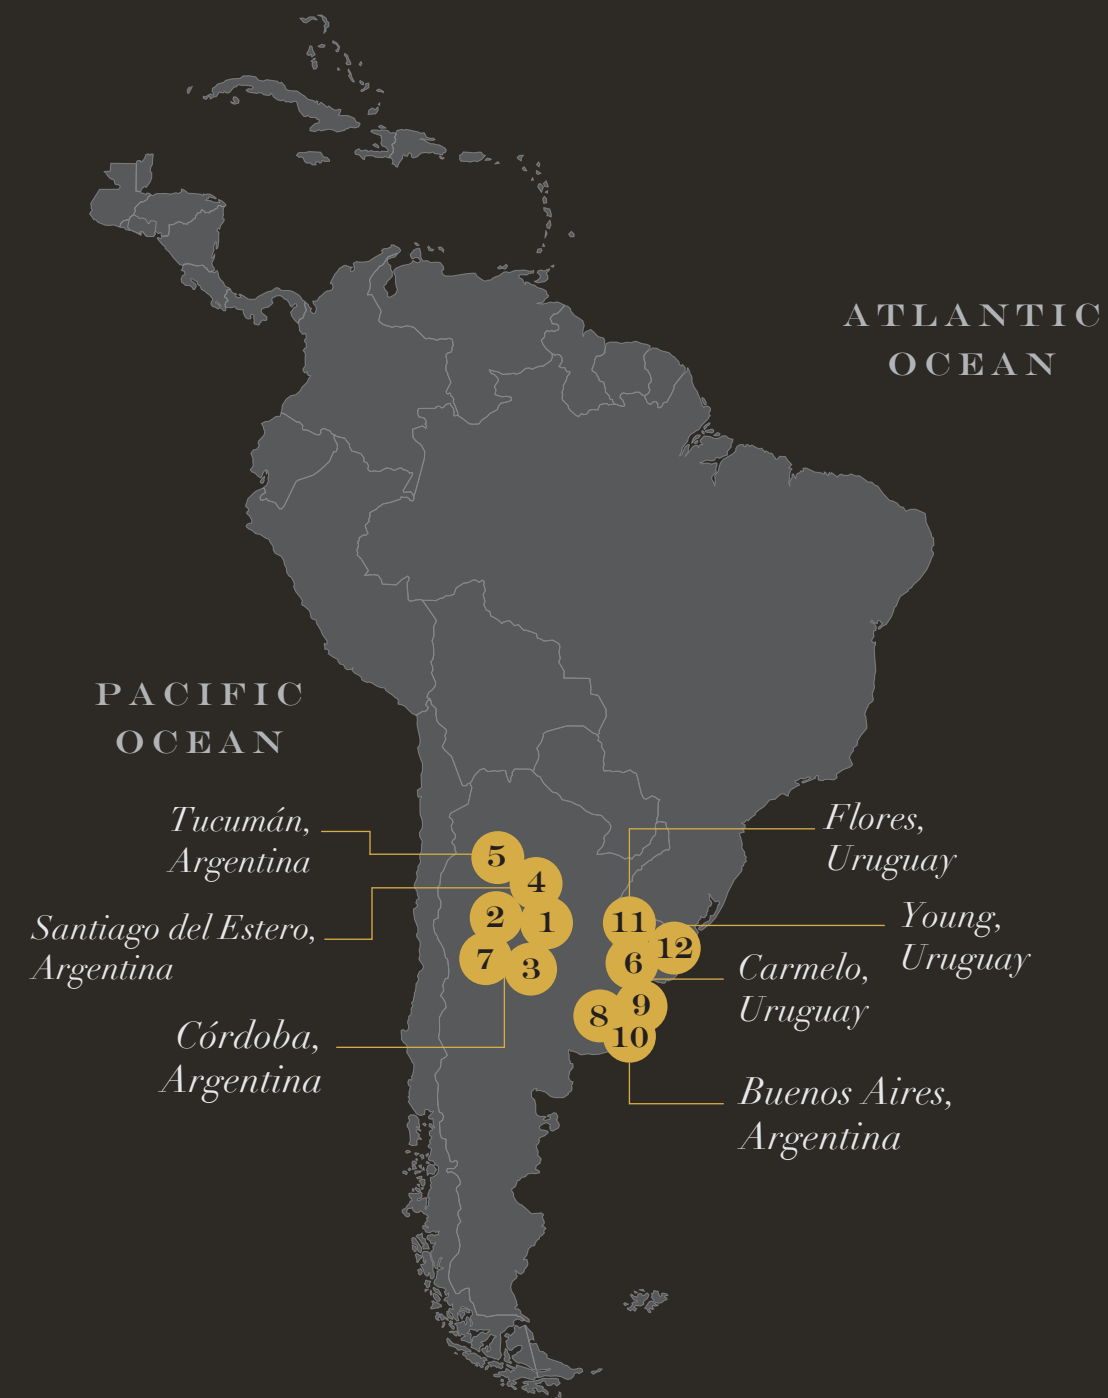 ATLANTIC
OCEAN
PACIFIC
OCEAN
Tucumán,
Argentina
Santiago del Estero,
Argentina
Córdoba,
Argentina
5
4
2
1
7
3
11
12
6
9
8
10
Flores,
Uruguay
Young,
Uruguay
Carmelo,
Uruguay
Buenos Aires,
Argentina